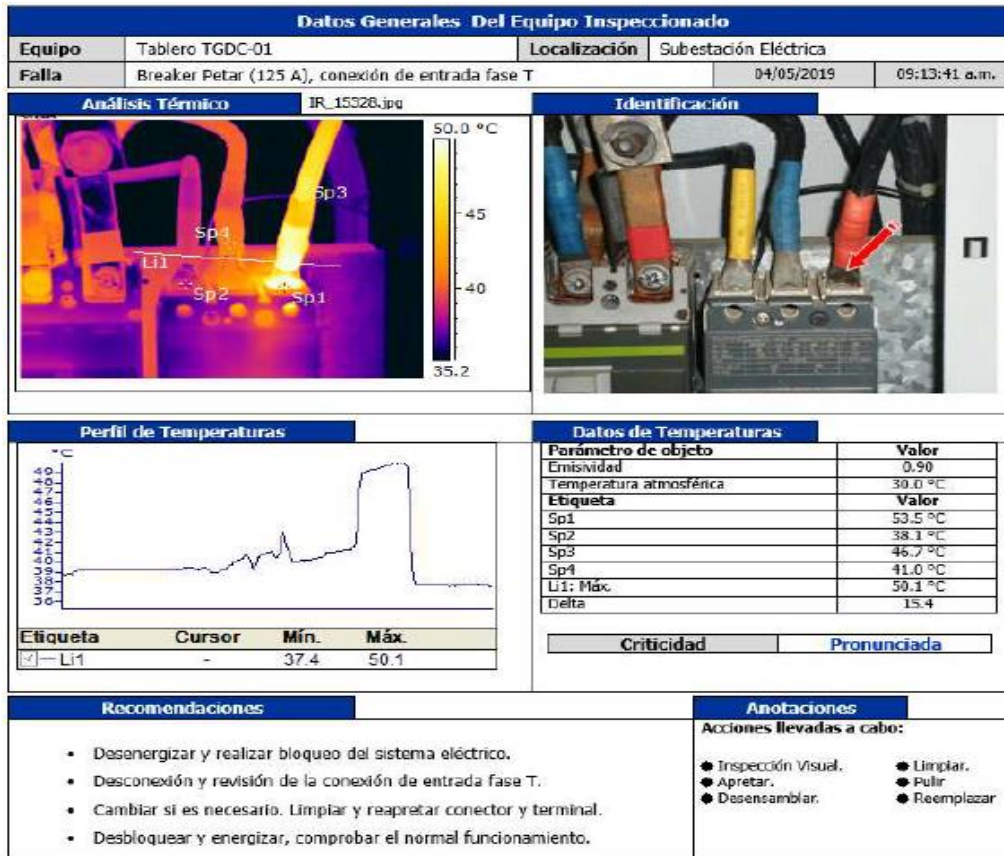 Datos Generales Del Equipo Inspeccionado
Equipo Tablero TGDC-01 Localización Subestación Eléctrica
Falla Breaker Petar (125 A), conexión de entrada fase T 04/05/2019 09:13:41 a.m.
Análisis Térmico IR_15328.jpg Identificación
50.0 °C
Sp3
45
Sp4
Li1
40
Sp2
Sp1
35.2
Perfil de Temperaturas
°C
49
48
47
46
45
44
43
42
41
40
39
38
37
36
Etiqueta Cursor Mín. Máx.
Li1 - 37.4 50.1
Datos de Temperaturas
Parámetro de objeto Valor
Emisividad 0.90
Temperatura atmosférica 30.0 °C
Etiqueta Valor
Sp1 53.5 °C
Sp2 38.1 °C
Sp3 46.7 °C
Sp4 41.0 °C
Li1: Máx. 50.1 °C
Delta 15.4
Criticidad Pronunciada
Recomendaciones
• Desenergizar y realizar bloqueo del sistema eléctrico.
• Desconexión y revisión de la conexión de entrada fase T.
• Cambiar si es necesario. Limpiar y reapretar conector y terminal.
• Desbloquear y energizar, comprobar el normal funcionamiento.
Anotaciones
Acciones llevadas a cabo:
Inspección Visual. Limpiar.
Apretar. Pulir
Desensamblar. Reemplazar